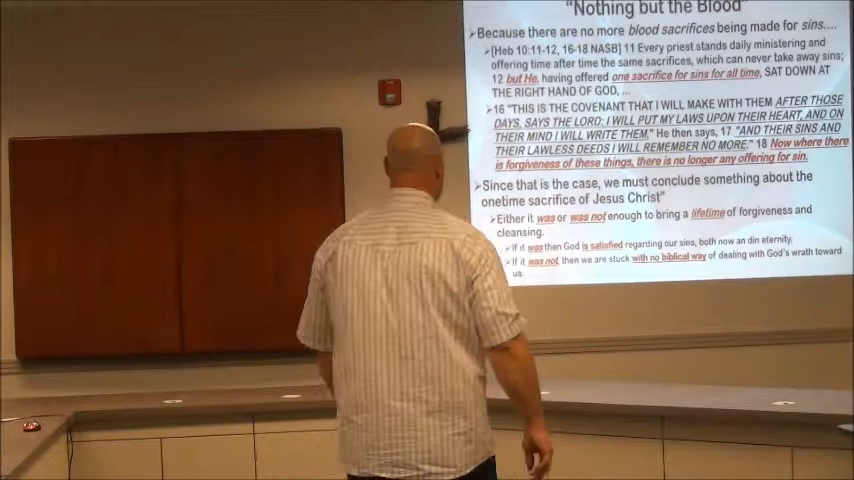 "Nothing but the Blood"
Because there are no more blood sacrifices being made for sins....
[Heb 10:11-12, 16-18 NASB] 11 Every priest stands daily ministering and
offering time after time the same sacrifices, which can never take away sins;
12 but He, having offered one sacrifice for sins for all time, SAT DOWN AT
THE RIGHT HAND OF GOD, ...
16 "THIS IS THE COVENANT THAT I WILL MAKE WITH THEM AFTER THOSE
DAYS, SAYS THE LORD: I WILL PUT MY LAWS UPON THEIR HEART, AND ON
THEIR MIND I WILL WRITE THEM," He then says, 17 "AND THEIR SINS AND
THEIR LAWLESS DEEDS I WILL REMEMBER NO MORE." 18 Now where there
is forgiveness of these things, there is no longer any offering for sin.
Since that is the case, we must conclude something about the
onetime sacrifice of Jesus Christ"
Either it was or was not enough to bring a lifetime of forgiveness and
cleansing.
If it was then God is satisfied regarding our sins, both now and in eternity.
If it was not, then we are stuck with no biblical way of dealing with God's wrath toward
us.